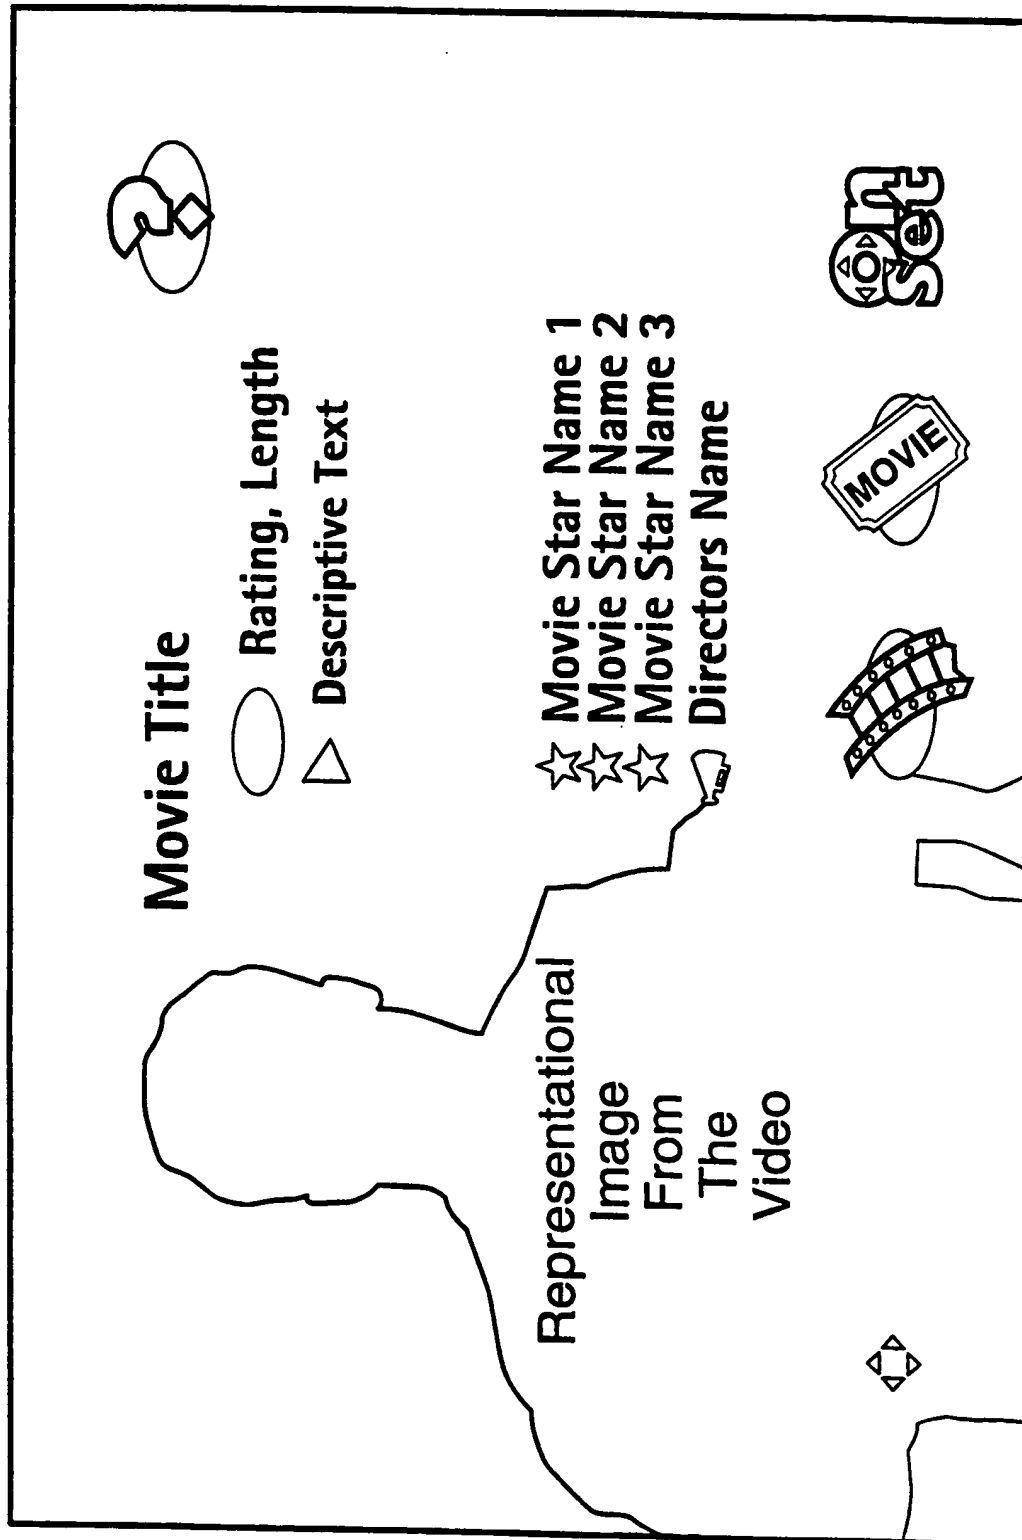 Movie Title
Rating, Length
Descriptive Text
Movie Star Name 1
Movie Star Name 2
Movie Star Name 3
Directors Name
Representational
Image
From
The
Video
?
MOVIE
on
set